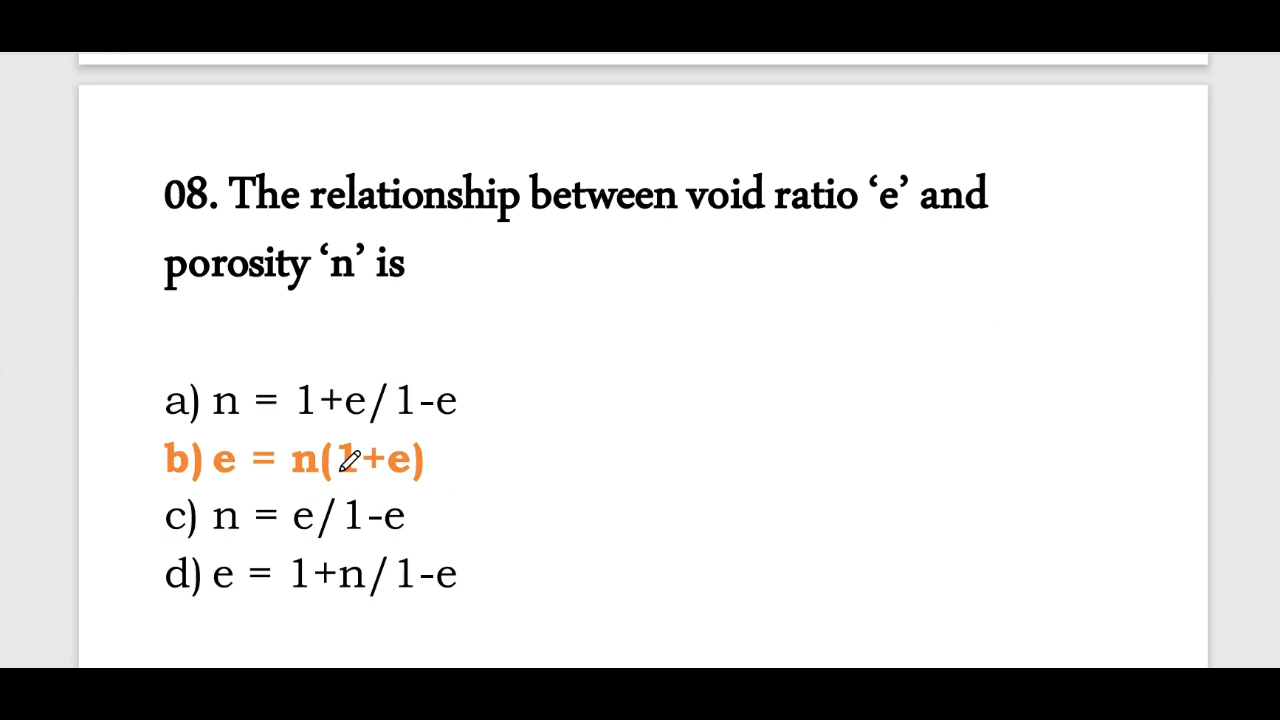 08. The relationship between void ratio ‘e’ and
porosity ‘n’ is
a) n = 1+e/1-e
b) e = n(1+e)
c) n = e/1-e
d) e = 1+n/1-e